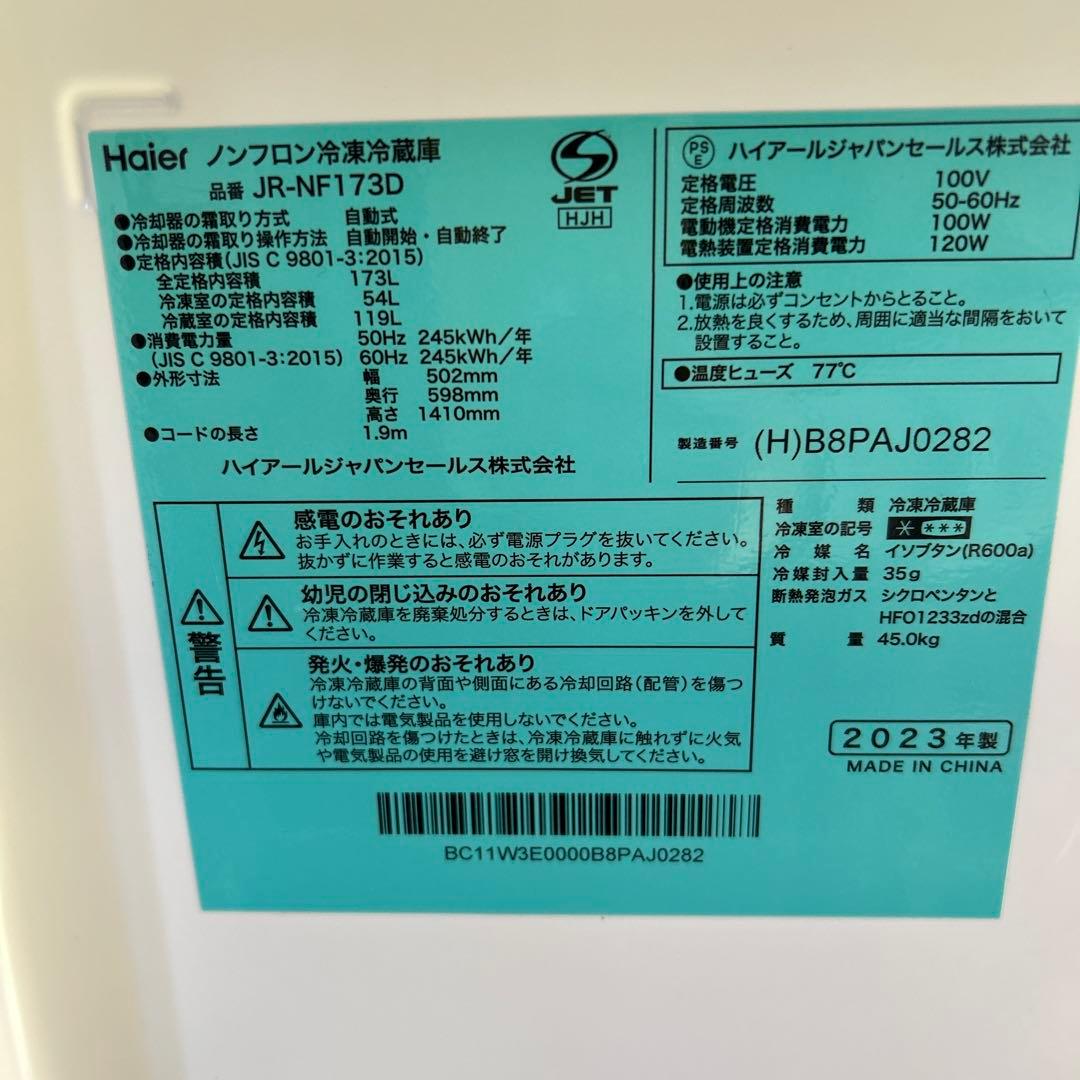 Haier ノンフロン冷凍冷蔵庫
品番 JR-NF173D
●冷却器の霜取り方式 自動式
●冷却器の霜取り操作方法 自動開始・自動終了
●定格内容積(JIS C 9801-3:2015)
全定格内容積 173L
冷凍室の定格内容積 54L
冷蔵室の定格内容積 119L
●消費電力量 50Hz 245kWh/年
(JIS C 9801-3:2015) 60Hz 245kWh/年
●外形寸法 幅 502mm
奥行 598mm
高さ 1410mm
●コードの長さ 1.9m
ハイアールジャパンセールス株式会社
JET
HJH
PSE ハイアールジャパンセールス株式会社
定格電圧 100V
定格周波数 50-60Hz
電動機定格消費電力 100W
電熱装置定格消費電力 120W
●使用上の注意
1.電源は必ずコンセントからとること。
2.放熱を良くするため、周囲に適当な間隔をおいて
設置すること。
●温度ヒューズ 77℃
製造番号 (H)B8PAJ0282
種類 冷凍冷蔵庫
冷凍室の記号 * ***
冷媒名 イソブタン(R600a)
冷媒封入量 35g
断熱発泡ガス シクロペンタンと
HFO1233zdの混合
質量 45.0kg
2023年製
MADE IN CHINA
警告
感電のおそれあり
お手入れのときには、必ず電源プラグを抜いてください。
抜かずに作業すると感電のおそれがあります。
幼児の閉じ込みのおそれあり
冷凍冷蔵庫を廃棄処分するときは、ドアパッキンを外して
ください。
発火・爆発のおそれあり
冷凍冷蔵庫の背面や側面にある冷却回路(配管)を傷つ
けないでください。
庫内では電気製品を使用しないでください。
冷却回路を傷つけたときは、冷凍冷蔵庫に触れずに火気
や電気製品の使用を避け窓を開け換気してください。
BC11W3E0000B8PAJ0282